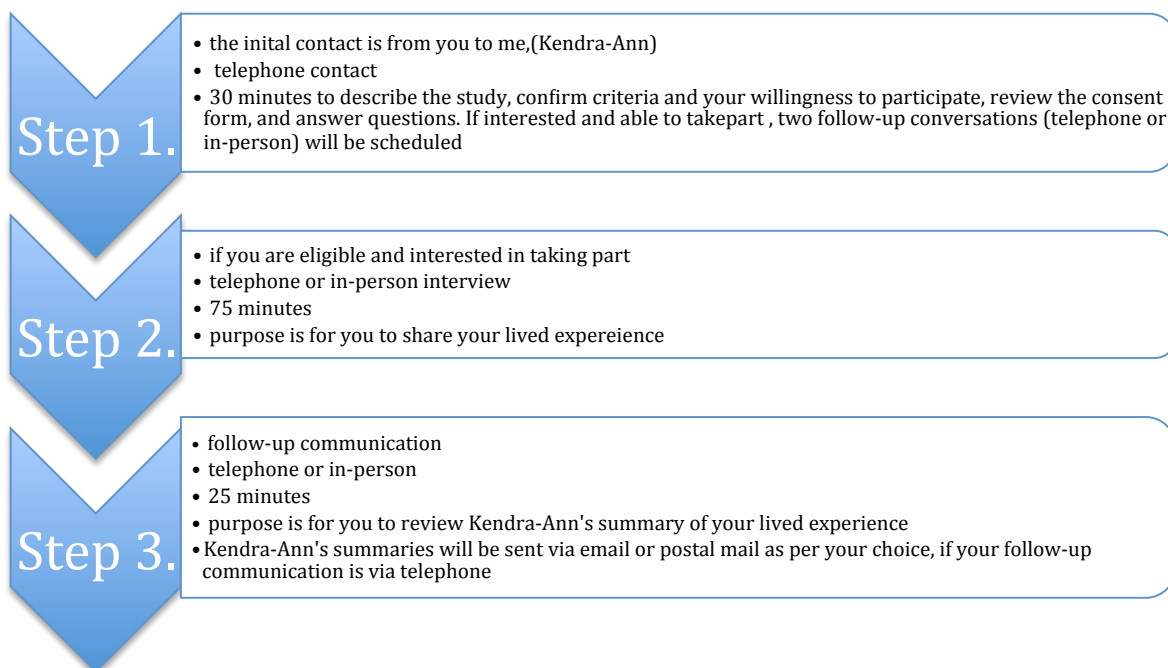 Step 1.
• the inital contact is from you to me,(Kendra-Ann)
• telephone contact
• 30 minutes to describe the study, confirm criteria and your willingness to participate, review the consent
form, and answer questions. If interested and able to takepart , two follow-up conversations (telephone or
in-person) will be scheduled
Step 2.
• if you are eligible and interested in taking part
• telephone or in-person interview
• 75 minutes
• purpose is for you to share your lived expereience
Step 3.
• follow-up communication
• telephone or in-person
• 25 minutes
• purpose is for you to review Kendra-Ann's summary of your lived experience
• Kendra-Ann's summaries will be sent via email or postal mail as per your choice, if your follow-up
communication is via telephone